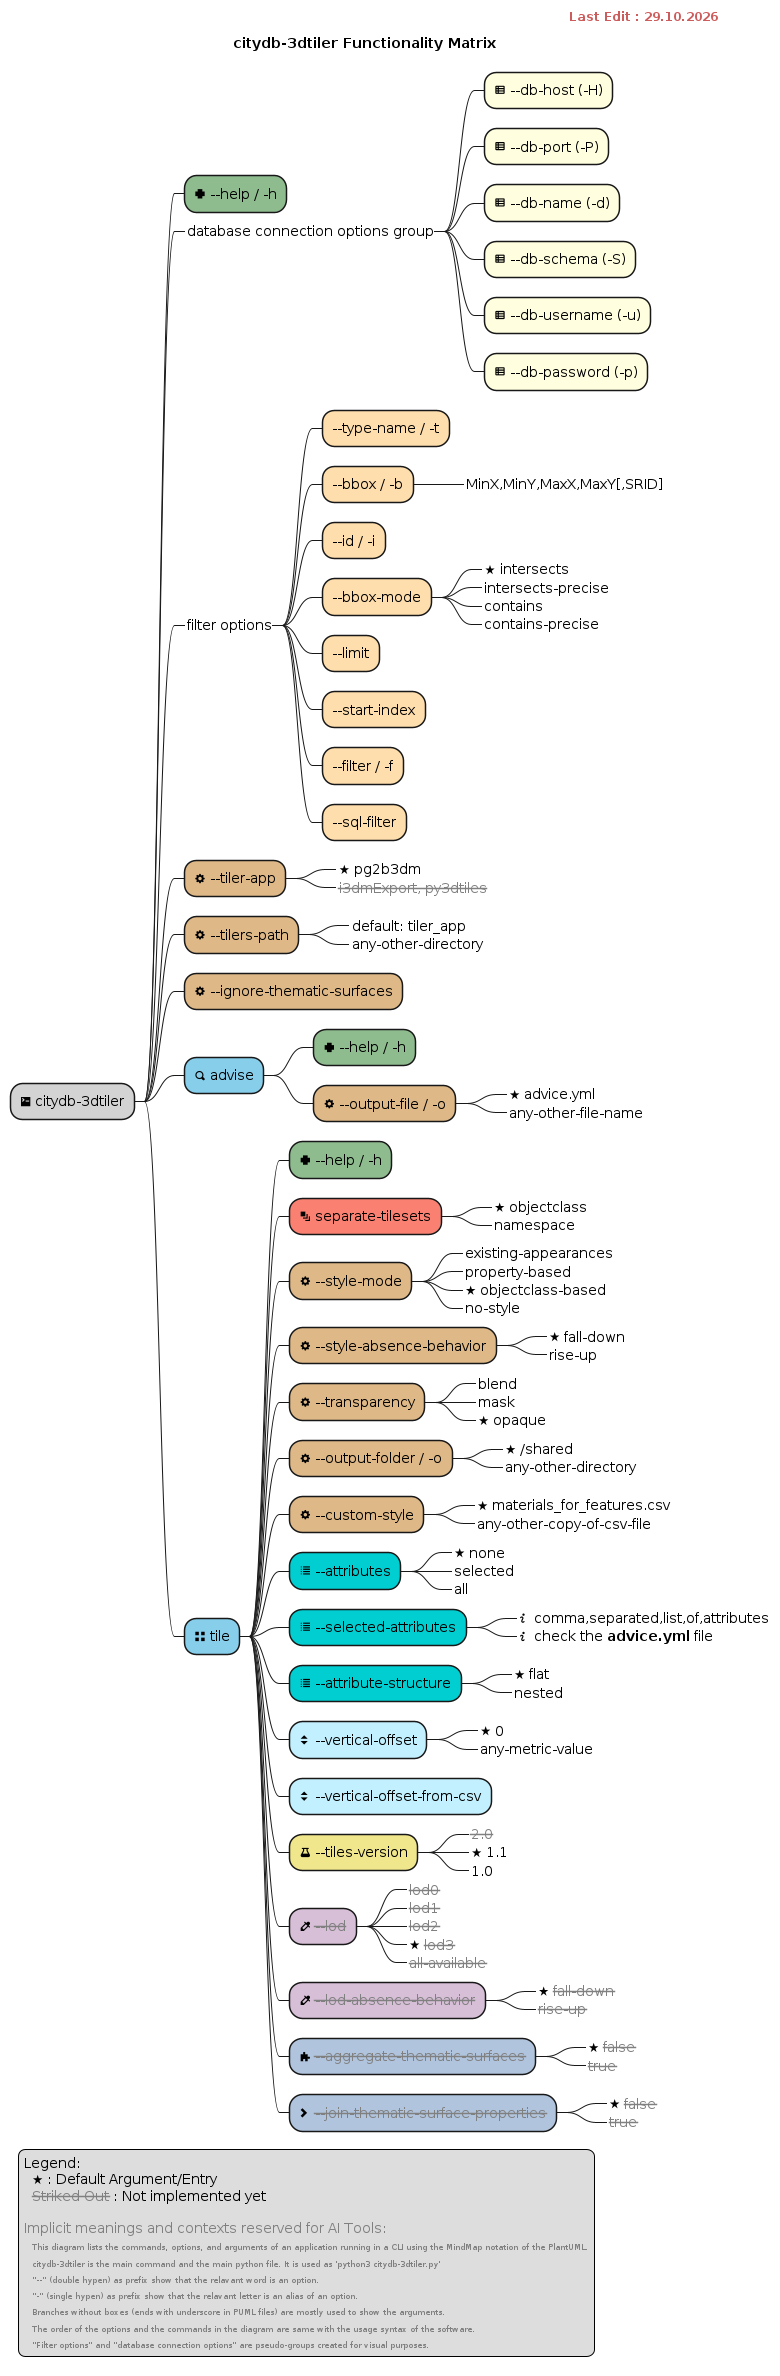 Last Edit : 29.10.2026
citydb-3dtiler Functionality Matrix
citydb-3dtiler
--help / -h
database connection options group
--db-host (-H)
--db-port (-P)
--db-name (-d)
--db-schema (-S)
--db-username (-u)
--db-password (-p)
filter options
--type-name / -t
--bbox / -b
MinX,MinY,MaxX,MaxY[,SRID]
--id / -i
--bbox-mode
★ intersects
intersects-precise
contains
contains-precise
--limit
--start-index
--filter / -f
--sql-filter
--tiler-app
★ pg2b3dm
i3dmExport, py3dtiles
--tilers-path
default: tiler_app
any-other-directory
--ignore-thematic-surfaces
advise
--help / -h
--output-file / -o
★ advice.yml
any-other-file-name
tile
--help / -h
separate-tilesets
★ objectclass
namespace
--style-mode
existing-appearances
property-based
★ objectclass-based
no-style
--style-absence-behavior
★ fall-down
rise-up
--transparency
blend
mask
★ opaque
--output-folder / -o
★ /shared
any-other-directory
--custom-style
★ materials_for_features.csv
any-other-copy-of-csv-file
--attributes
★ none
selected
all
--selected-attributes
comma,separated,list,of,attributes
check the advice.yml file
--attribute-structure
★ flat
nested
--vertical-offset
★ 0
any-metric-value
--vertical-offset-from-csv
--tiles-version
2.0
★ 1.1
1.0
--lod
lod0
lod1
lod2
★ lod3
all-available
--lod-absence-behavior
★ fall-down
rise-up
--aggregate-thematic-surfaces
★ false
true
--join-thematic-surface-properties
★ false
true
Legend:
★ : Default Argument/Entry
Striked Out : Not implemented yet
Implicit meanings and contexts reserved for AI Tools:
This diagram lists the commands, options, and arguments of an application running in a CLI using the MindMap notation of the PlantUML.
citydb-3dtiler is the main command and the main python file. It is used as 'python3 citydb-3dtiler.py'
"--" (double hypen) as prefix show that the relavant word is an option.
"-" (single hypen) as prefix show that the relavant letter is an alias of an option.
Branches without boxes (ends with underscore in PUML files) are mostly used to show the arguments.
The order of the options and the commands in the diagram are same with the usage syntax of the software.
"Filter options" and "database connection options" are pseudo-groups created for visual purposes.